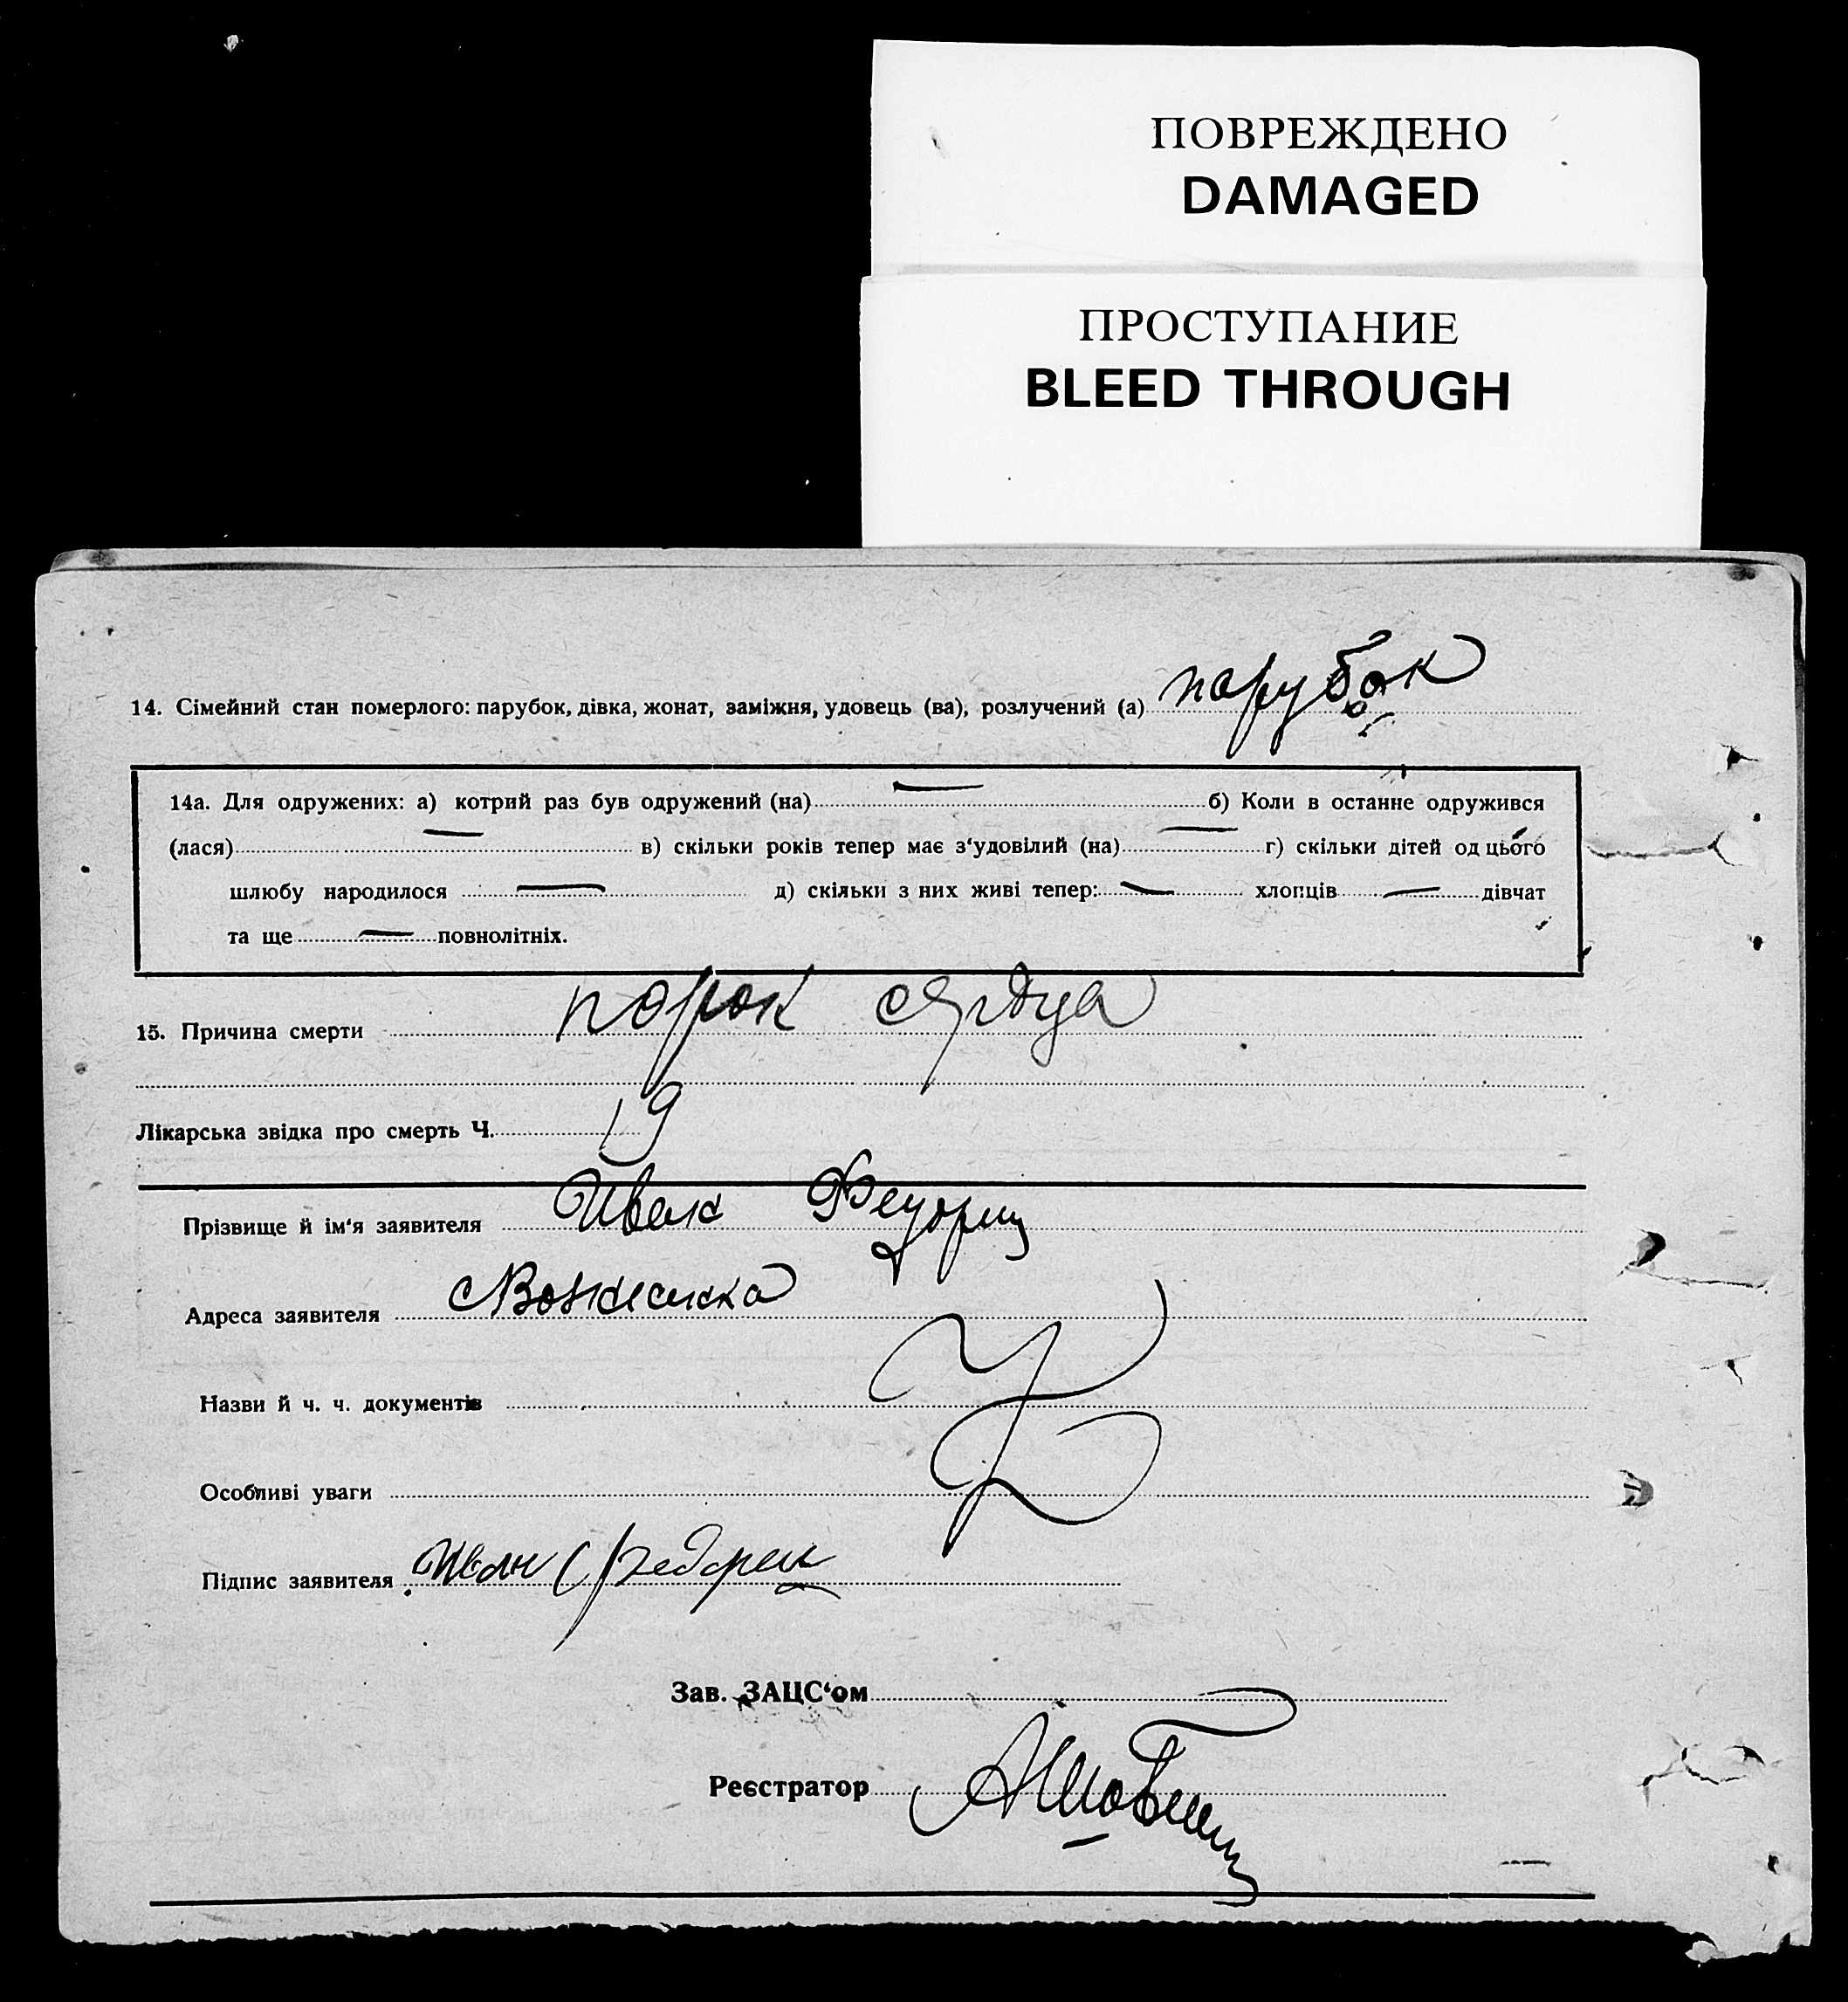 ПОВРЕЖДЕНО
DAMAGED
ПРОСТУПАНИЕ
BLEED THROUGH
14. Сімейний стан померлого: парубок, дівка, жонат, заміжня, удовець (ва), розлучений (а) парубок
14а. Для одружених: а) котрий раз був одружений (на) — б) Коли в останнє одружився
(лася) — в) скільки років тепер має з‘удовілий (на) — г) скільки дітей од цього
шлюбу народилося — д) скільки з них живі тепер: — хлопців — дівчат
та ще — повнолітніх.
15. Причина смерти порок сердца
Лікарська звідка про смерть Ч. 19
Прізвище й ім‘я заявителя Иван
Адреса заявителя
Назви й ч. ч. документів
Особливі уваги
Підпис заявителя Иван
Зав. ЗАЦС‘ом
Реєстратор